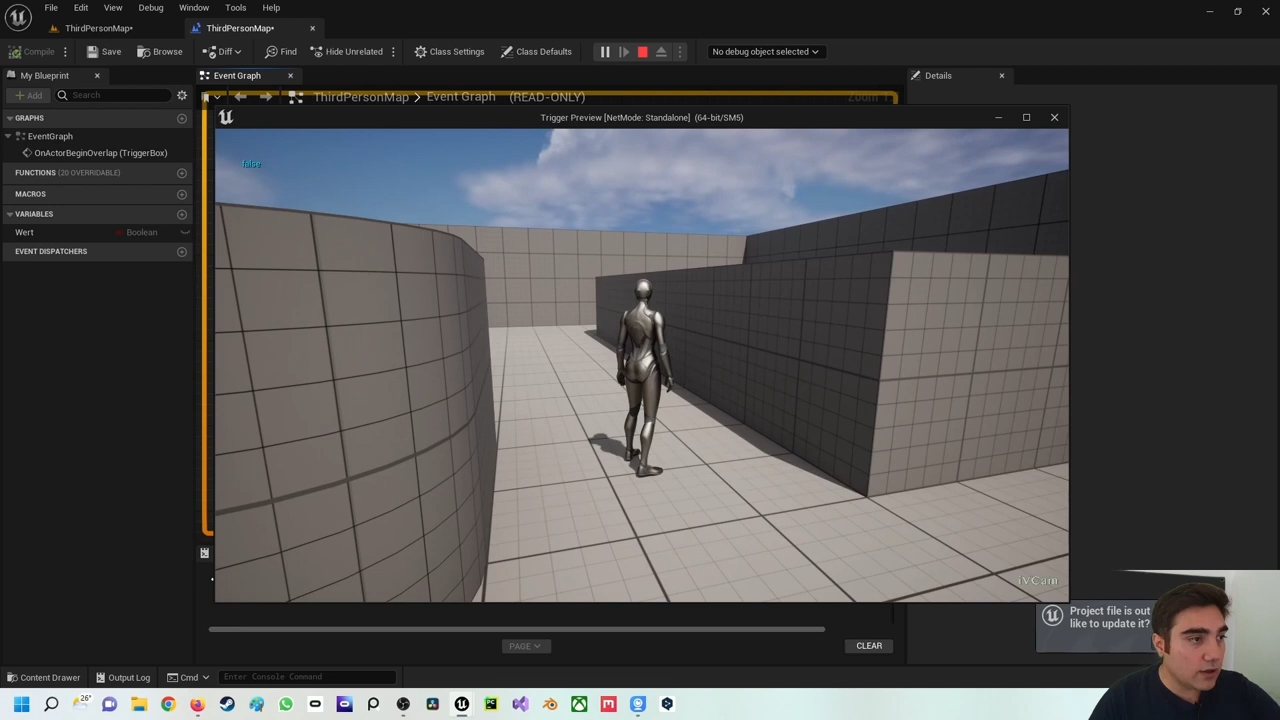 File Edit View Debug Window Tools Help
ThirdPersonMap*
ThirdPersonMap*
Compile
Save
Browse
Diff
Find
Hide Unrelated
Class Settings
Class Defaults
No debug object selected
My Blueprint
Event Graph
Details
Add
Search
ThirdPersonMap
Event Graph
(READ-ONLY)
Zoom
Trigger Preview [NetMode: Standalone] (64-bit/SM5)
GRAPHS
EventGraph
OnActorBeginOverlap (TriggerBox)
FUNCTIONS (20 OVERRIDABLE)
MACROS
VARIABLES
Wert
Boolean
EVENT DISPATCHERS
false
iVCam
Project file is out
like to update it?
PAGE
CLEAR
Content Drawer
Output Log
Cmd
Enter Console Command
26°